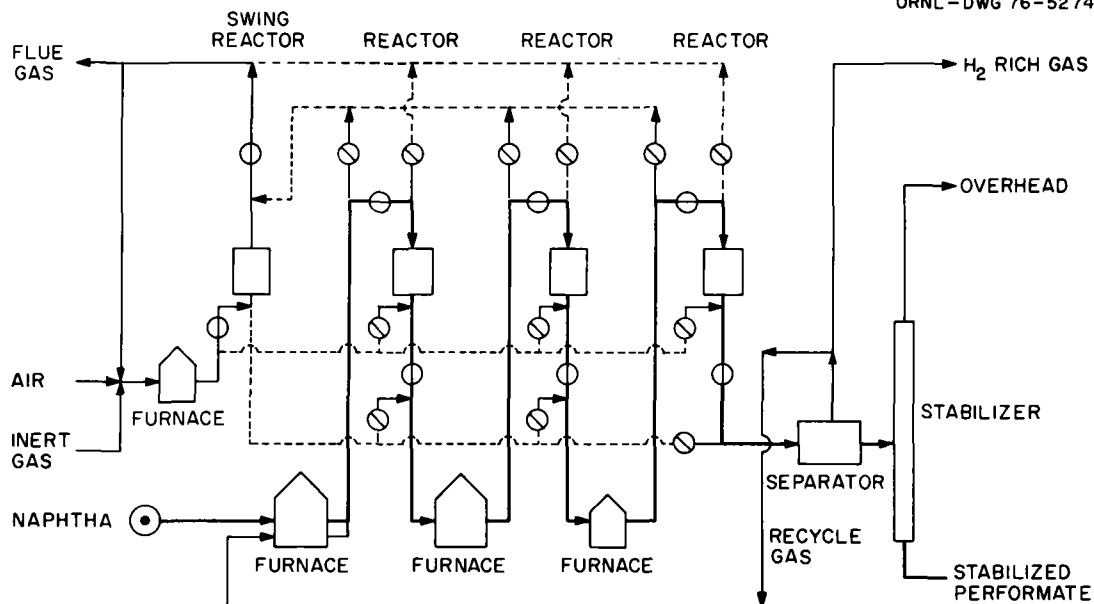 ORNL-DWG 76-5274
SWING
REACTOR
REACTOR
REACTOR
REACTOR
FLUE
GAS
H2 RICH GAS
OVERHEAD
AIR
FURNACE
INERT
GAS
STABILIZER
SEPARATOR
NAPHTHA
FURNACE
FURNACE
FURNACE
RECYCLE
GAS
STABILIZED
PERFORMATE